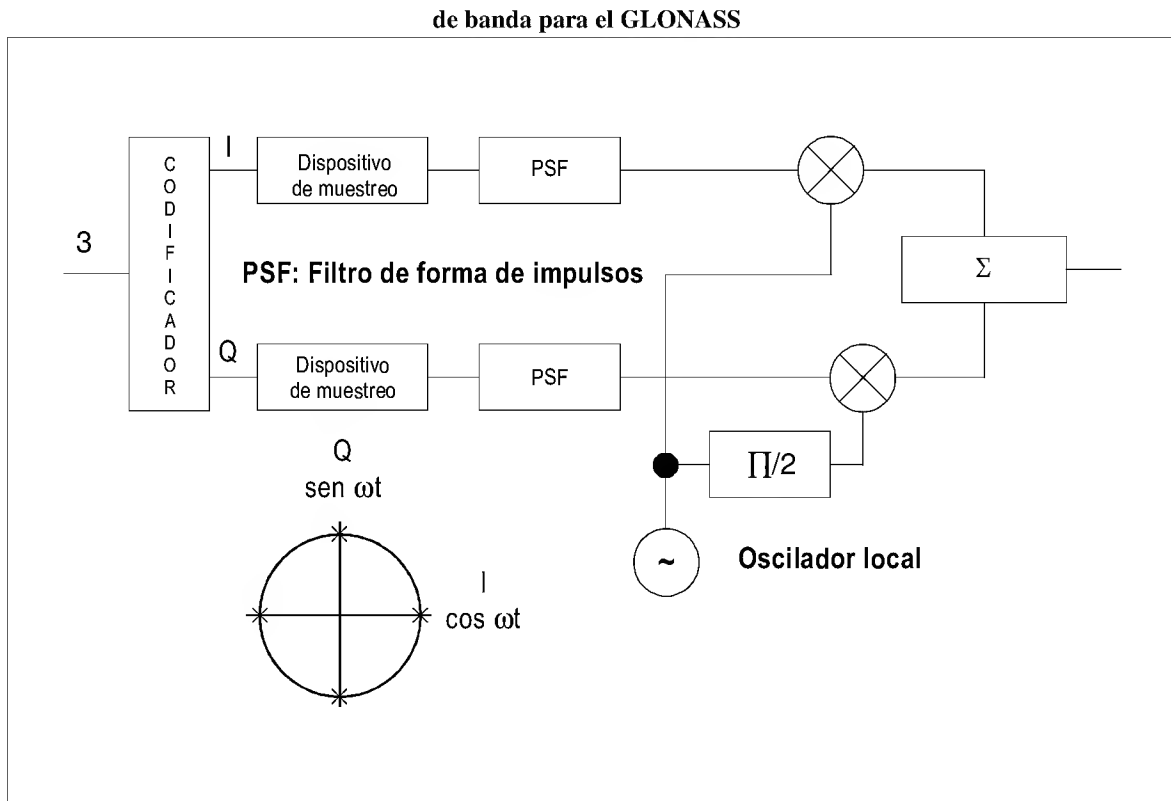 de banda para el GLONASS
I
CODIFICADOR
Dispositivo
de muestreo
PSF
3
PSF: Filtro de forma de impulsos
Σ
Q
Dispositivo
de muestreo
PSF
Q
sen ωt
∏/2
~
Oscilador local
I
cos ωt